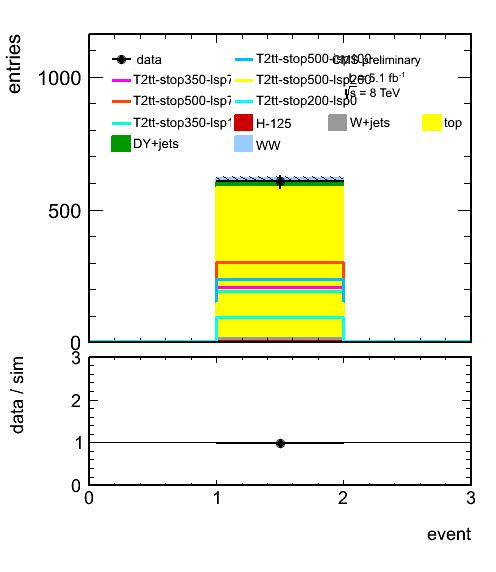 entries
data
T2tt-stop500-lsp100
CMS preliminary
T2tt-stop350-lsp
T2tt-stop500-lsp200
L = 5.1 fb-1
T2tt-stop500-lsp
T2tt-stop200-lsp0
√s = 8 TeV
T2tt-stop350-lsp1
H-125
W+jets
top
DY+jets
WW
1000
500
0
data / sim
3
2
1
0
0 1 2 3
event